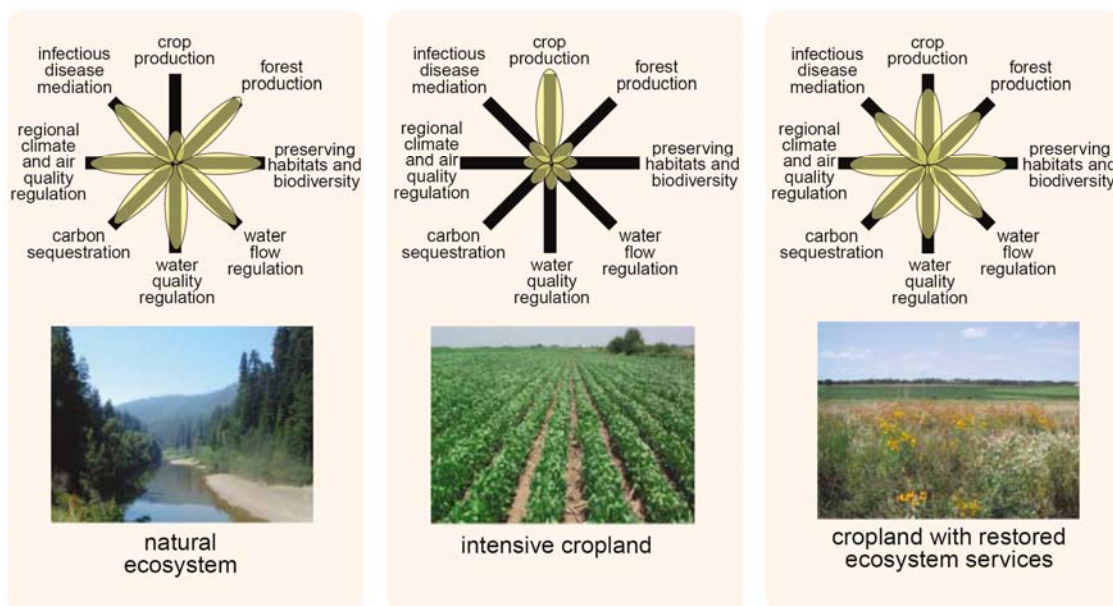 crop
production
infectious
disease
mediation
forest
production
regional
climate
and air
quality
regulation
preserving
habitats and
biodiversity
carbon
sequestration
water
flow
regulation
water
quality
regulation
natural
ecosystem
crop
production
infectious
disease
mediation
forest
production
regional
climate
and air
quality
regulation
preserving
habitats and
biodiversity
carbon
sequestration
water
flow
regulation
water
quality
regulation
intensive cropland
crop
production
infectious
disease
mediation
forest
production
regional
climate
and air
quality
regulation
preserving
habitats and
biodiversity
carbon
sequestration
water
flow
regulation
water
quality
regulation
cropland with restored
ecosystem services